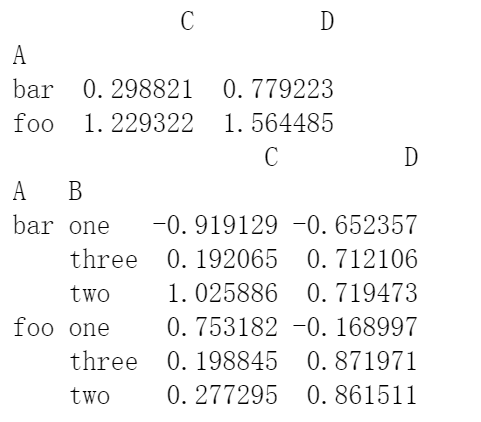 C         D
A
bar  0.298821  0.779223
foo  1.229322  1.564485
                  C         D
A   B
bar one   -0.919129 -0.652357
    three  0.192065  0.712106
    two    1.025886  0.719473
foo one    0.753182 -0.168997
    three  0.198845  0.871971
    two    0.277295  0.861511